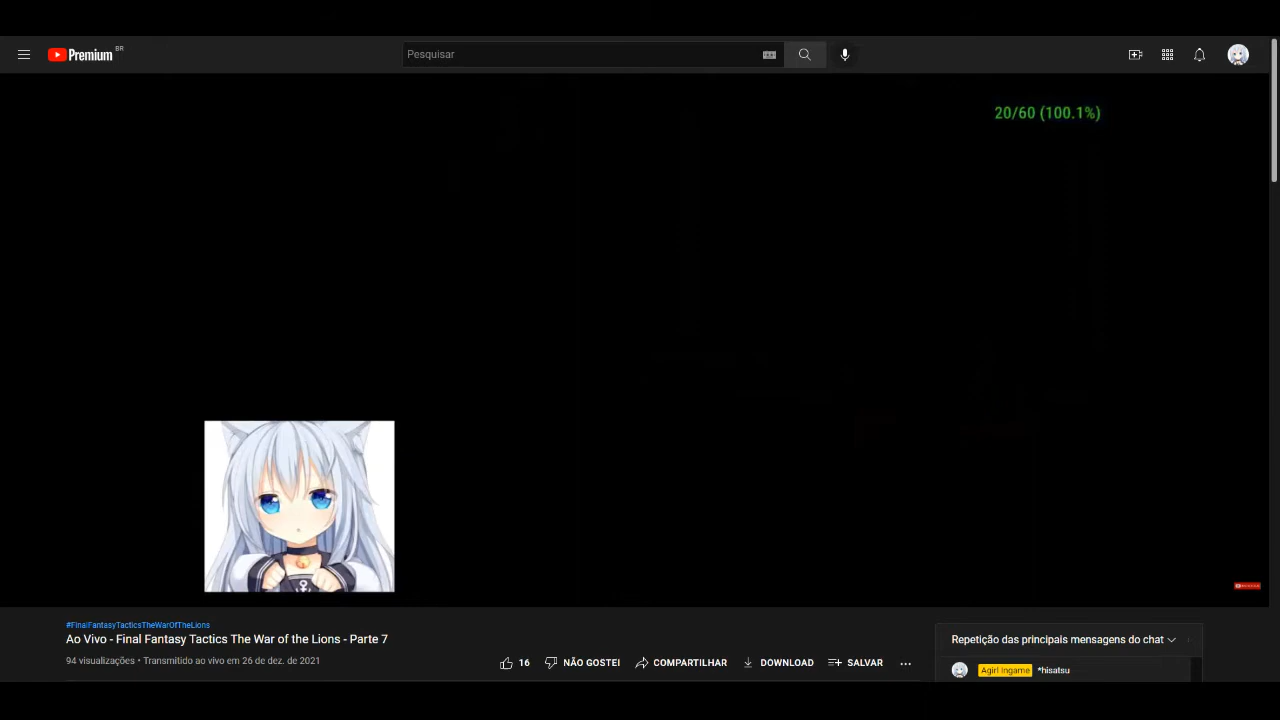 Premium BR
Pesquisar
20/60 (100.1%)
#FinalFantasyTacticsTheWarOfTheLions
Ao Vivo - Final Fantasy Tactics The War of the Lions - Parte 7
94 visualizações • Transmitido ao vivo em 26 de dez. de 2021
16
NÃO GOSTEI
COMPARTILHAR
DOWNLOAD
SALVAR
Repetição das principais mensagens do chat
Agirl Ingame *hisatsu